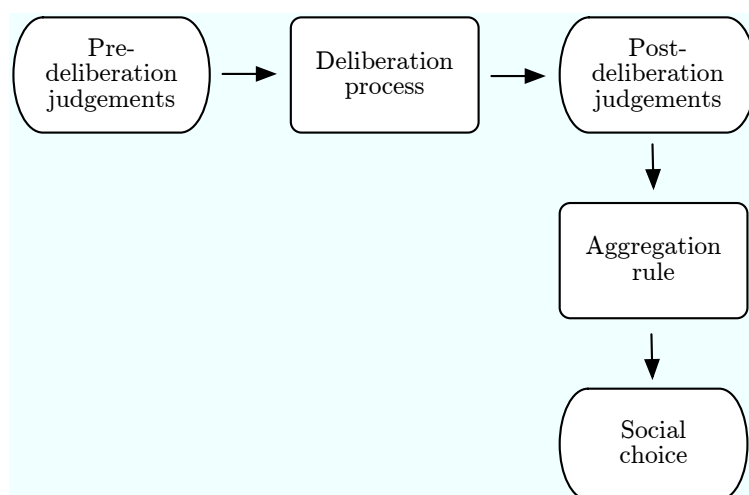 Pre-
deliberation
judgements
Deliberation
process
Post-
deliberation
judgements
Aggregation
rule
Social
choice